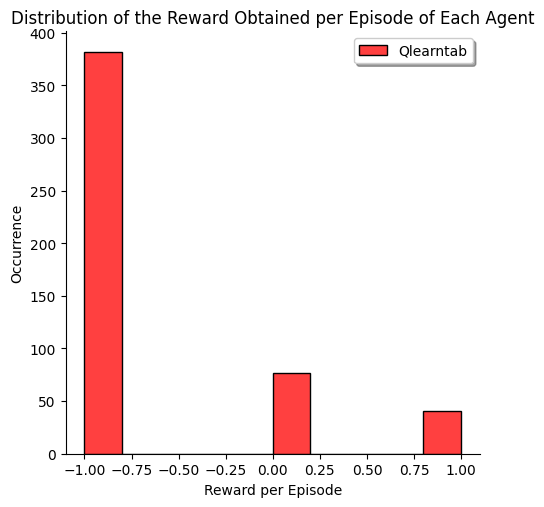 Distribution of the Reward Obtained per Episode of Each Agent
Qlearntab
400
350
300
250
200
150
100
50
0
Occurrence
−1.00 −0.75 −0.50 −0.25 0.00 0.25 0.50 0.75 1.00
Reward per Episode